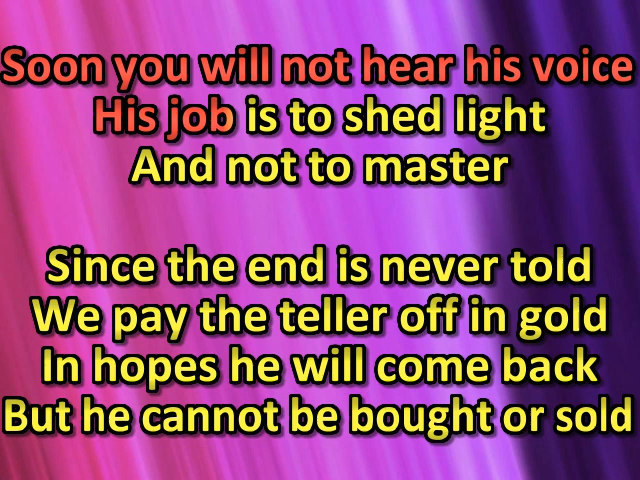 Soon you will not hear his voice
His job is to shed light
And not to master
Since the end is never told
We pay the teller off in gold
In hopes he will come back
But he cannot be bought or sold